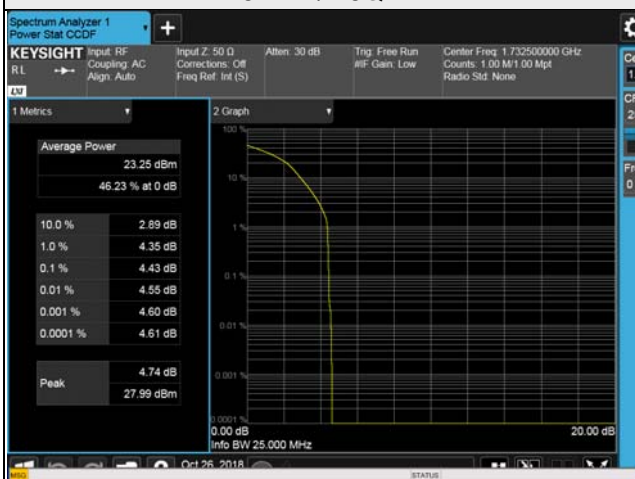 Spectrum Analyzer 1
Power Stat CCDF
KEYSIGHT
RL
LXI
Input: RF
Coupling: AC
Align: Auto
Input Z: 50 Ω
Corrections: Off
Freq Ref: Int (S)
Atten: 30 dB
Trig: Free Run
#IF Gain: Low
Center Freq: 1.732500000 GHz
Counts: 1.00 M/1.00 Mpt
Radio Std: None
1 Metrics
Average Power
23.25 dBm
46.23 % at 0 dB
10.0 % 2.89 dB
1.0 % 4.35 dB
0.1 % 4.43 dB
0.01 % 4.55 dB
0.001 % 4.60 dB
0.0001 % 4.61 dB
Peak
4.74 dB
27.99 dBm
2 Graph
100 %
10 %
1 %
0.1 %
0.01 %
0.001 %
0.0001 %
0.00 dB
20.00 dB
Info BW 25.000 MHz
Oct 26, 2018
MSG
STATUS